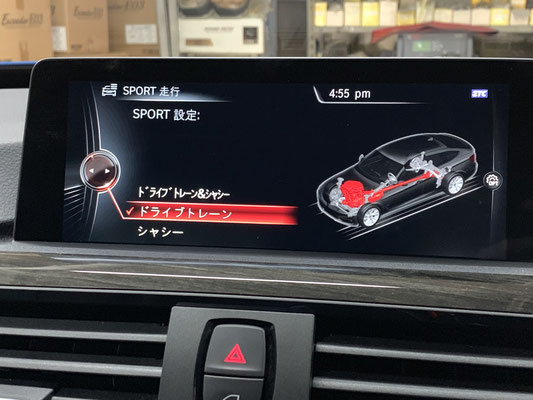 SPORT 走行
4:55 pm
SPORT 設定:
ﾄﾞﾗｲﾌﾞﾄﾚｰﾝ&ｼｬｼｰ
ドライブトレーン
シャシー
OFF